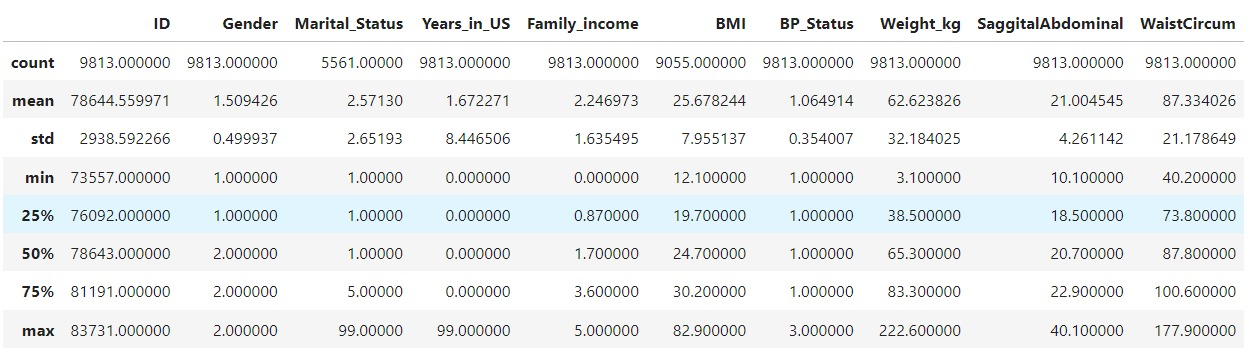 ID Gender Marital_Status Years_in_US Family_income BMI BP_Status Weight_kg SaggitalAbdominal WaistCircum
count 9813.000000 9813.000000 5561.00000 9813.000000 9813.000000 9055.000000 9813.000000 9813.000000 9813.000000 9813.000000
mean 78644.559971 1.509426 2.57130 1.672271 2.246973 25.678244 1.064914 62.623826 21.004545 87.334026
std 2938.592266 0.499937 2.65193 8.446506 1.635495 7.955137 0.354007 32.184025 4.261142 21.178649
min 73557.000000 1.000000 1.00000 0.000000 0.000000 12.100000 1.000000 3.100000 10.100000 40.200000
25% 76092.000000 1.000000 1.00000 0.000000 0.870000 19.700000 1.000000 38.500000 18.500000 73.800000
50% 78643.000000 2.000000 1.00000 0.000000 1.700000 24.700000 1.000000 65.300000 20.700000 87.800000
75% 81191.000000 2.000000 5.00000 0.000000 3.600000 30.200000 1.000000 83.300000 22.900000 100.600000
max 83731.000000 2.000000 99.00000 99.000000 5.000000 82.900000 3.000000 222.600000 40.100000 177.900000